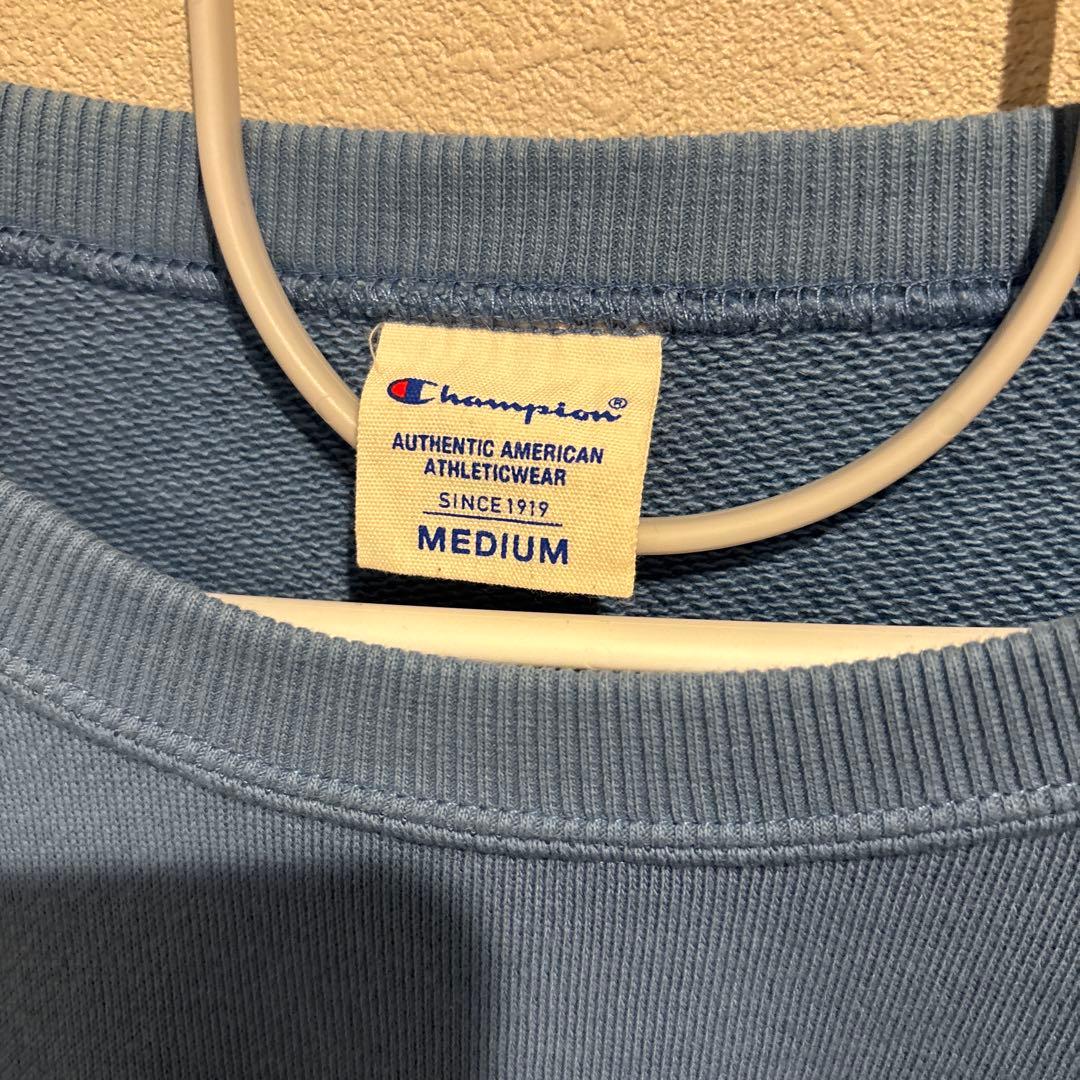 Champion®
AUTHENTIC AMERICAN
ATHLETICWEAR
SINCE 1919
MEDIUM